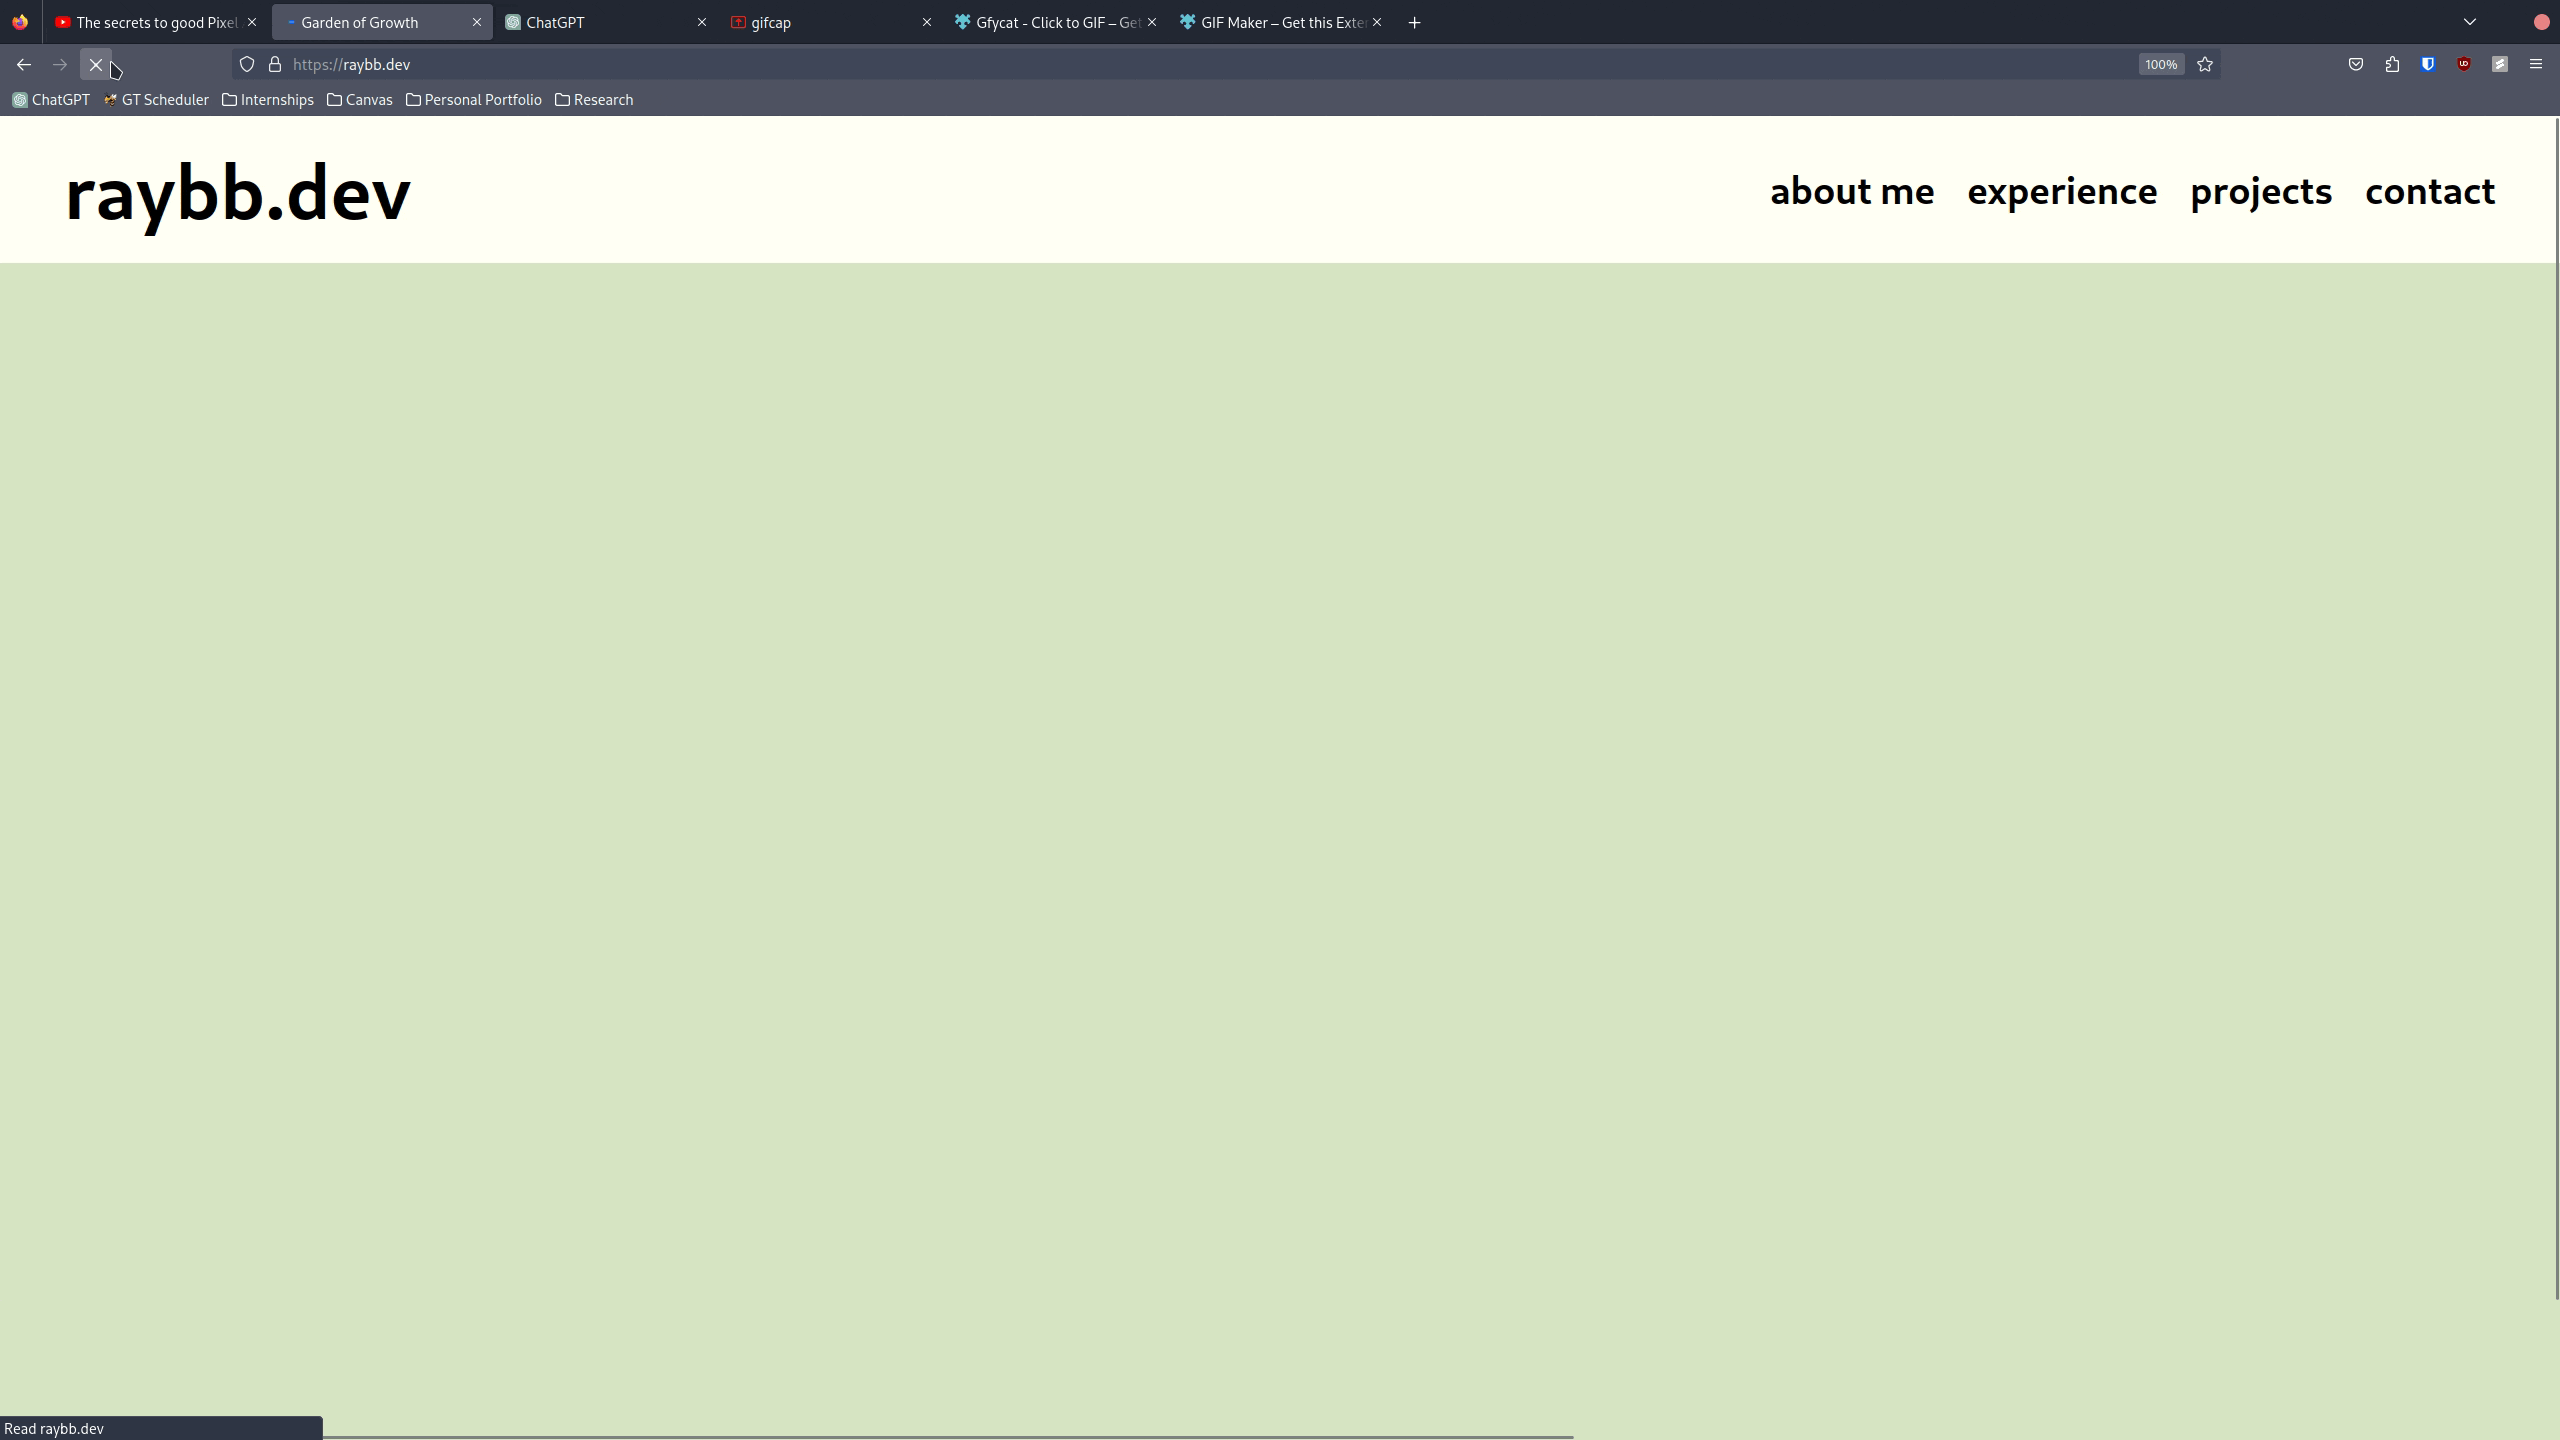 The secrets to good Pixel
Garden of Growth
ChatGPT
gifcap
Gfycat - Click to GIF – Get
GIF Maker – Get this Exte
https://raybb.dev
100%
ChatGPT
GT Scheduler
Internships
Canvas
Personal Portfolio
Research
raybb.dev
about me
experience
projects
contact
Read raybb.dev